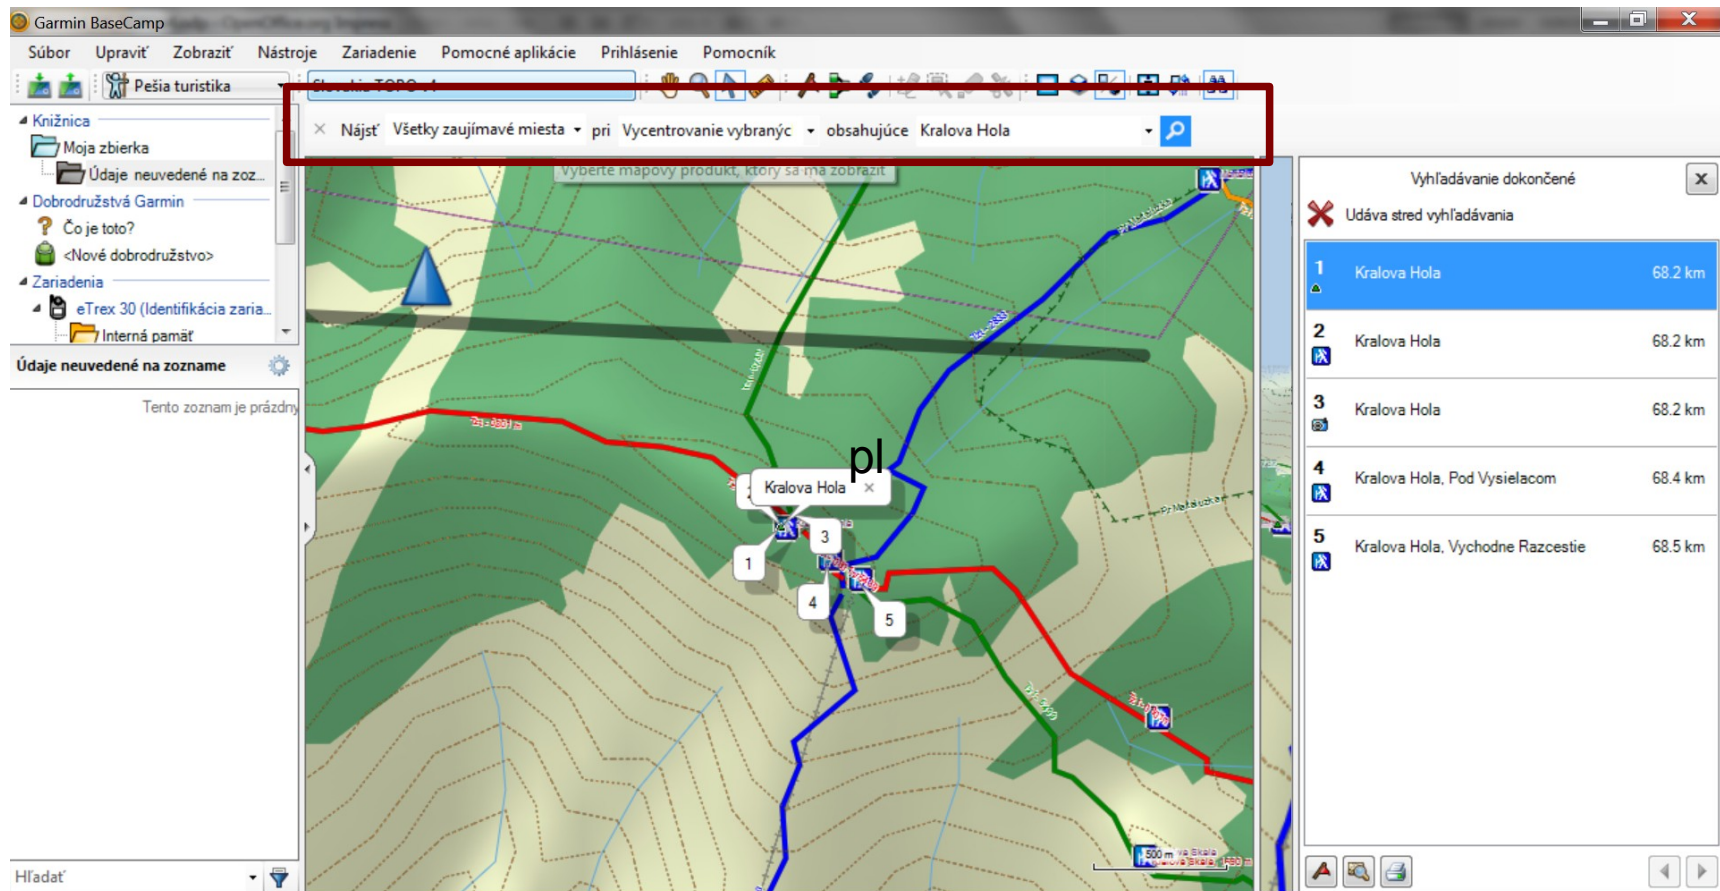 Garmin BaseCamp
Súbor Upraviť Zobraziť Nástroje Zariadenie Pomocné aplikácie Prihlásenie Pomocník
Pešia turistika
Nájsť Všetky zaujímavé miesta pri Vycentrovanie vybranýc obsahujúce Kralova Hola
Vyberte mapový produkt, ktorý sa má zobraziť
Knižnica
Moja zbierka
Údaje neuvedené na zoz...
Dobrodružstvá Garmin
Čo je toto?
<Nové dobrodružstvo>
Zariadenia
eTrex 30 (Identifikácia zaria...
Interná pamäť
Údaje neuvedené na zozname
Tento zoznam je prázdny
Hľadať
pl
Kralova Hola
1
3
4
5
500 m
Vyhľadávanie dokončené
Udáva stred vyhľadávania
1 Kralova Hola 68.2 km
2 Kralova Hola 68.2 km
3 Kralova Hola 68.2 km
4 Kralova Hola, Pod Vysielacom 68.4 km
5 Kralova Hola, Vychodne Razcestie 68.5 km